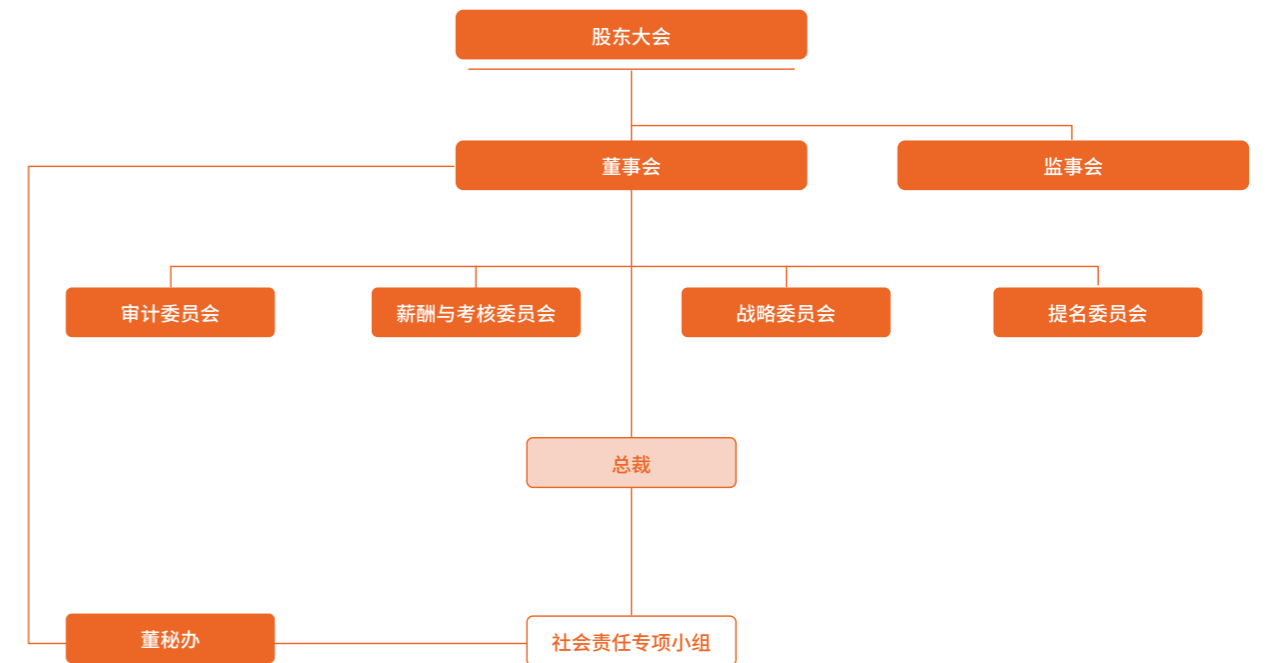 股东大会
董事会
监事会
审计委员会
薪酬与考核委员会
战略委员会
提名委员会
总裁
董秘办
社会责任专项小组